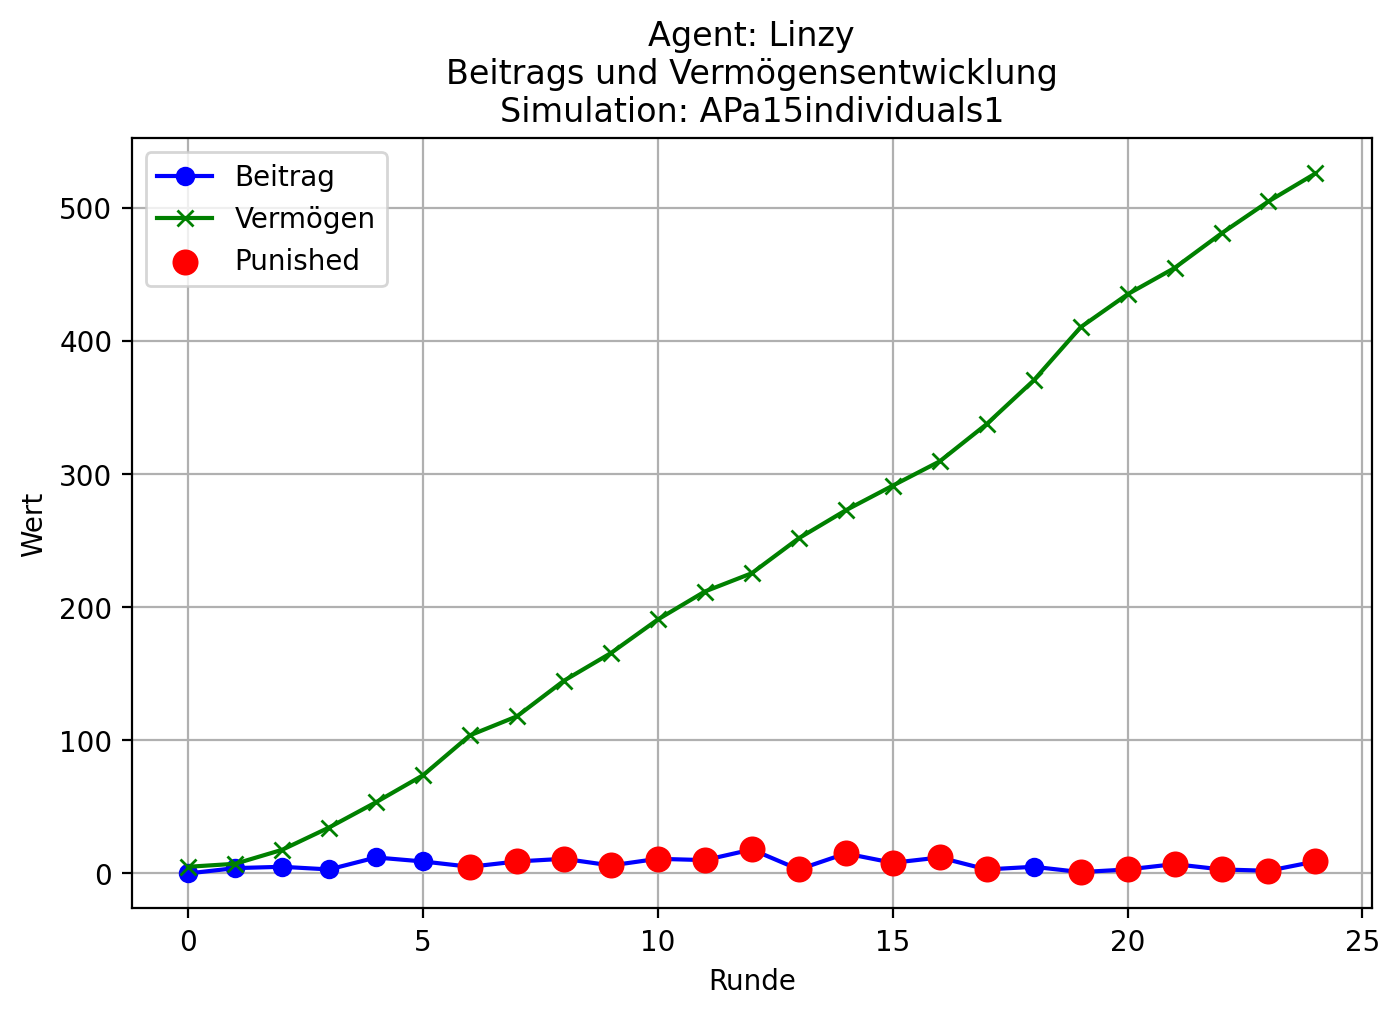 Agent: Linzy
Beitrags und Vermögensentwicklung
Simulation: APa15individuals1
Beitrag
Vermögen
Punished
500
400
300
200
100
0
Wert
0 5 10 15 20 25
Runde